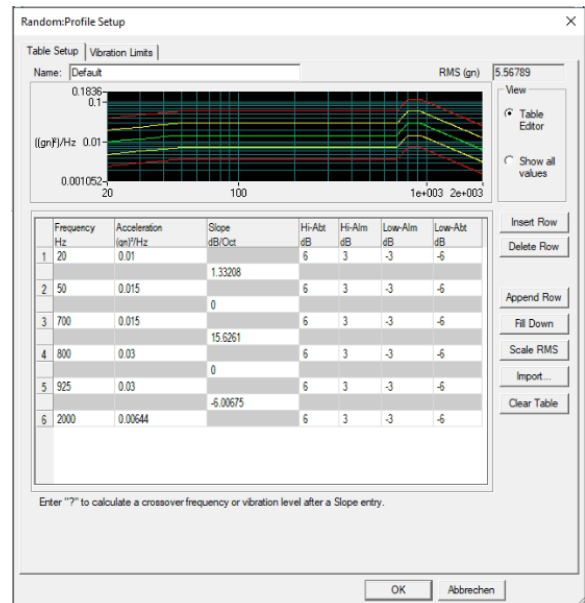 Random:Profile Setup
Table Setup Vibration Limits
Name: Default RMS (gn) 5.56789
0.1836-
0.1-
((gn)²)/Hz 0.01-
0.001052-
20 100 1e+003 2e+003
View
Table Editor
Show all values
Frequency Acceleration Slope Hi-Abt Hi-Alm Low-Alm Low-Abt
Hz (gn)²/Hz dB/Oct dB dB dB dB
1 20 0.01 6 3 -3 -6
1.33208
2 50 0.015 6 3 -3 -6
0
3 700 0.015 6 3 -3 -6
15.6261
4 800 0.03 6 3 -3 -6
0
5 925 0.03 6 3 -3 -6
-6.00675
6 2000 0.00644 6 3 -3 -6
Insert Row
Delete Row
Append Row
Fill Down
Scale RMS
Import...
Clear Table
Enter "?" to calculate a crossover frequency or vibration level after a Slope entry.
OK Abbrechen